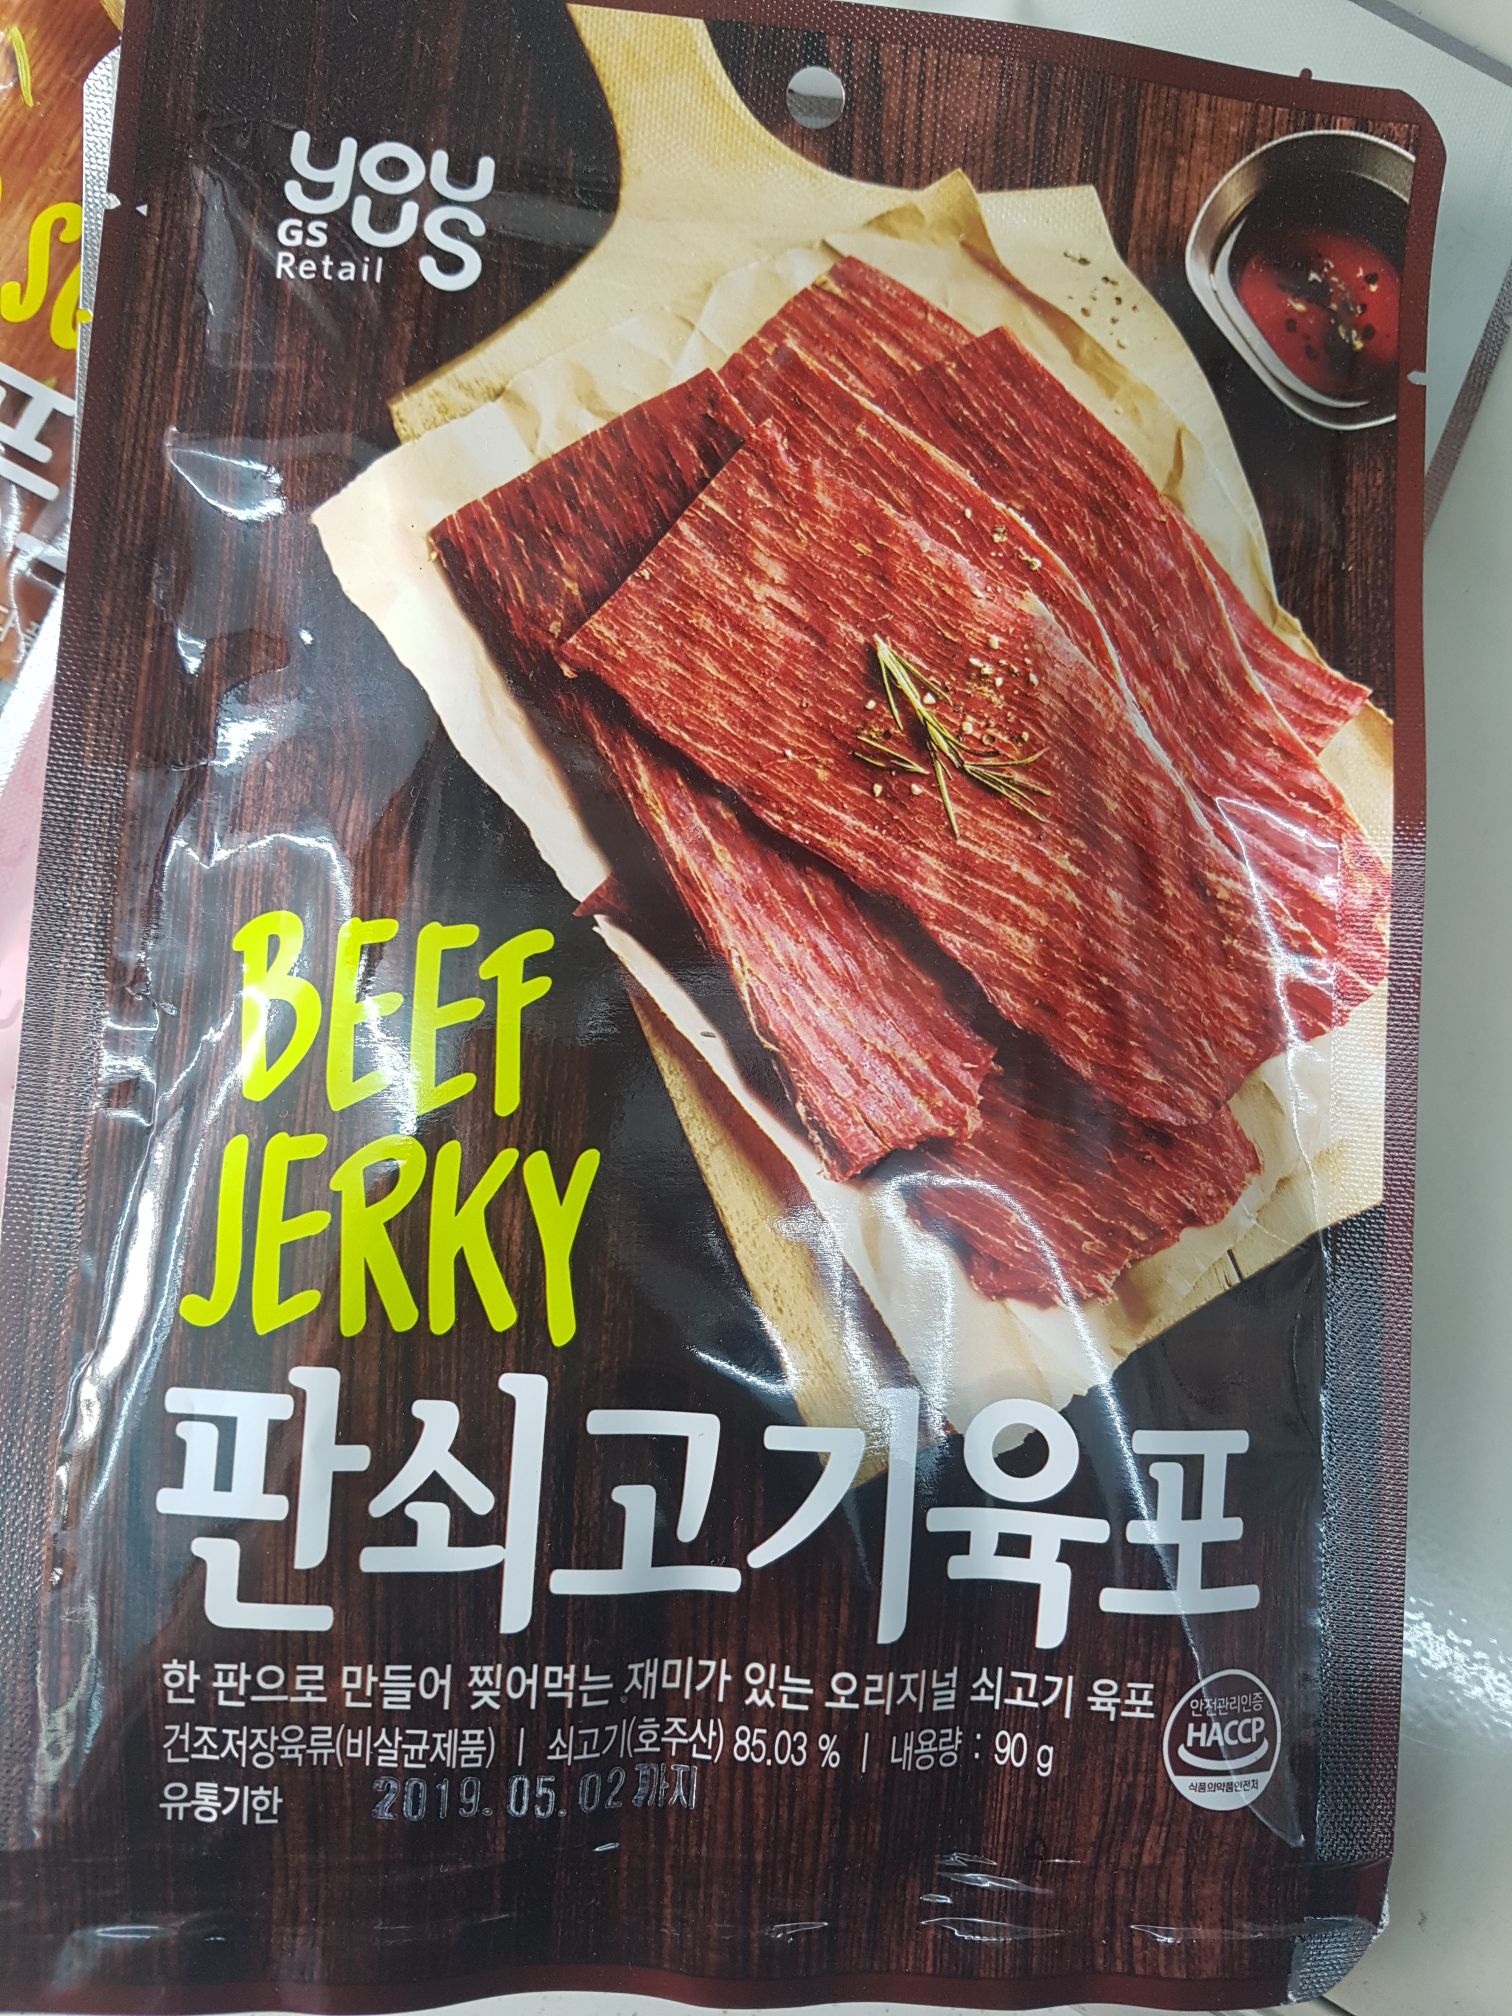 you
us
GS
Retail
BEEF
JERKY
판쇠고기육포
한 판으로 만들어 찢어먹는 재미가 있는 오리지널 쇠고기 육포
건조저장육류(비살균제품) | 쇠고기(호주산) 85.03 % | 내용량 : 90 g
유통기한 2019. 05. 02 까지
안전관리인증
HACCP
식품의약품안전처